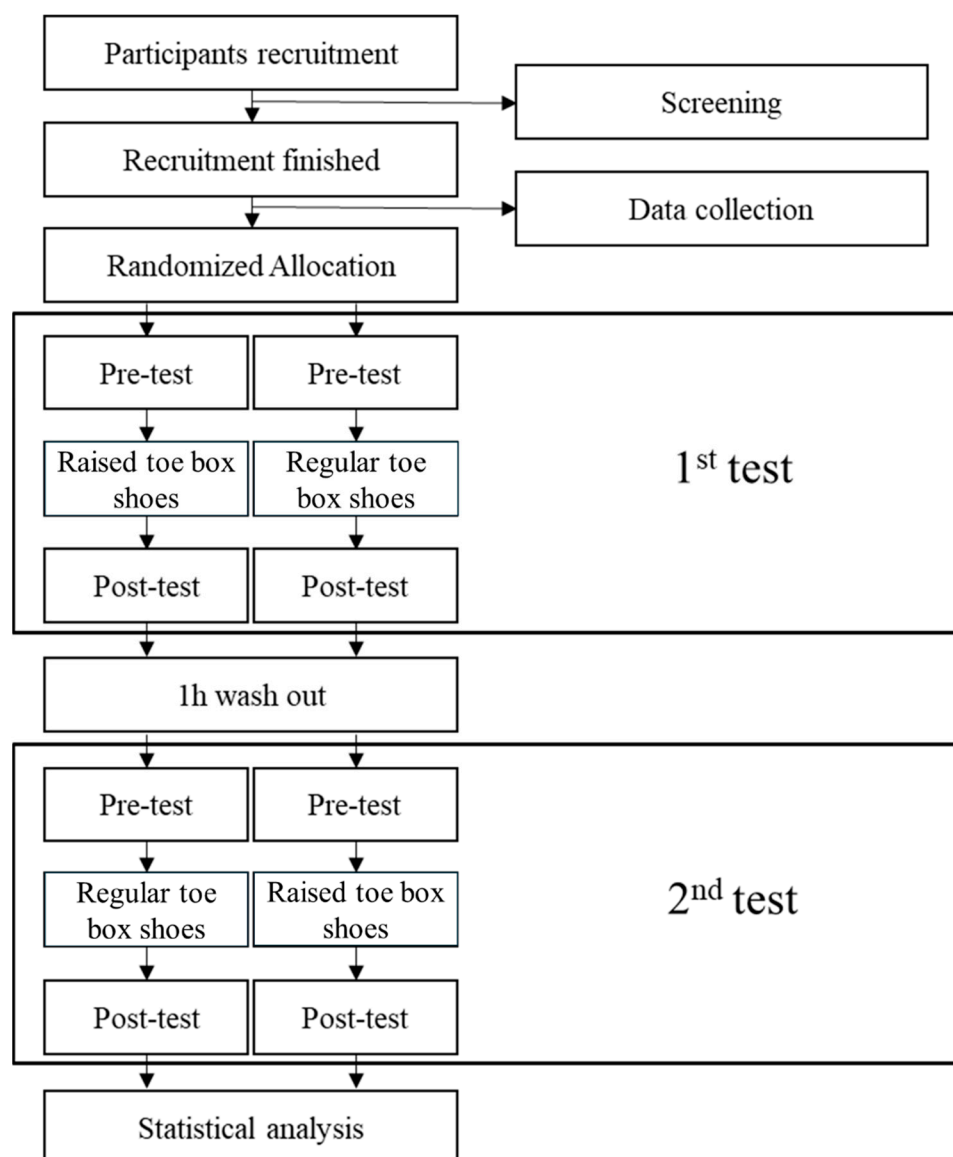 Participants recruitment
Screening
Recruitment finished
Data collection
Randomized Allocation
Pre-test
Pre-test
Raised toe box
shoes
Regular toe
box shoes
Post-test
Post-test
1st test
1h wash out
Pre-test
Pre-test
Regular toe
box shoes
Raised toe box
shoes
Post-test
Post-test
2nd test
Statistical analysis